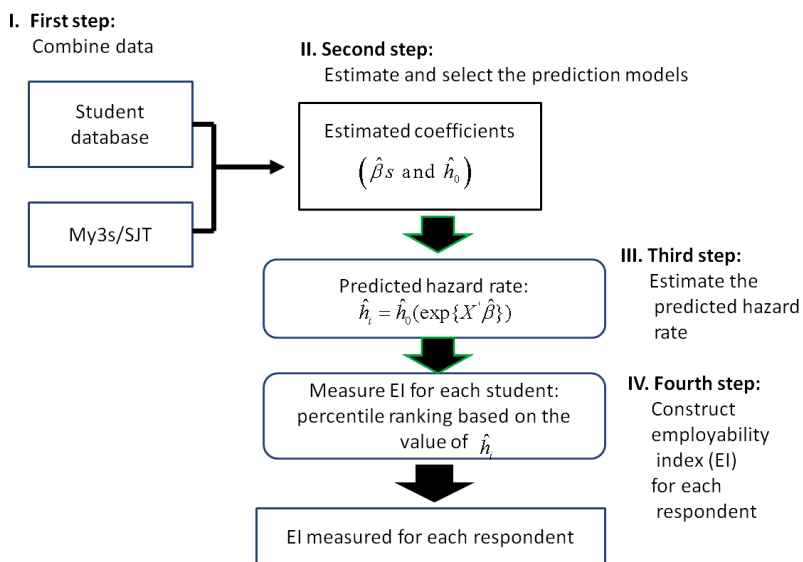 I. First step:
Combine data
Student
database
My3s/SJT
II. Second step:
Estimate and select the prediction models
Estimated coefficients
(β̂s and ĥ₀)
III. Third step:
Estimate the
predicted hazard
rate
Predicted hazard rate:
ĥᵢ = ĥ₀(exp{X'β̂})
IV. Fourth step:
Construct
employability
index (EI)
for each
respondent
Measure EI for each student:
percentile ranking based on the
value of ĥᵢ
EI measured for each respondent